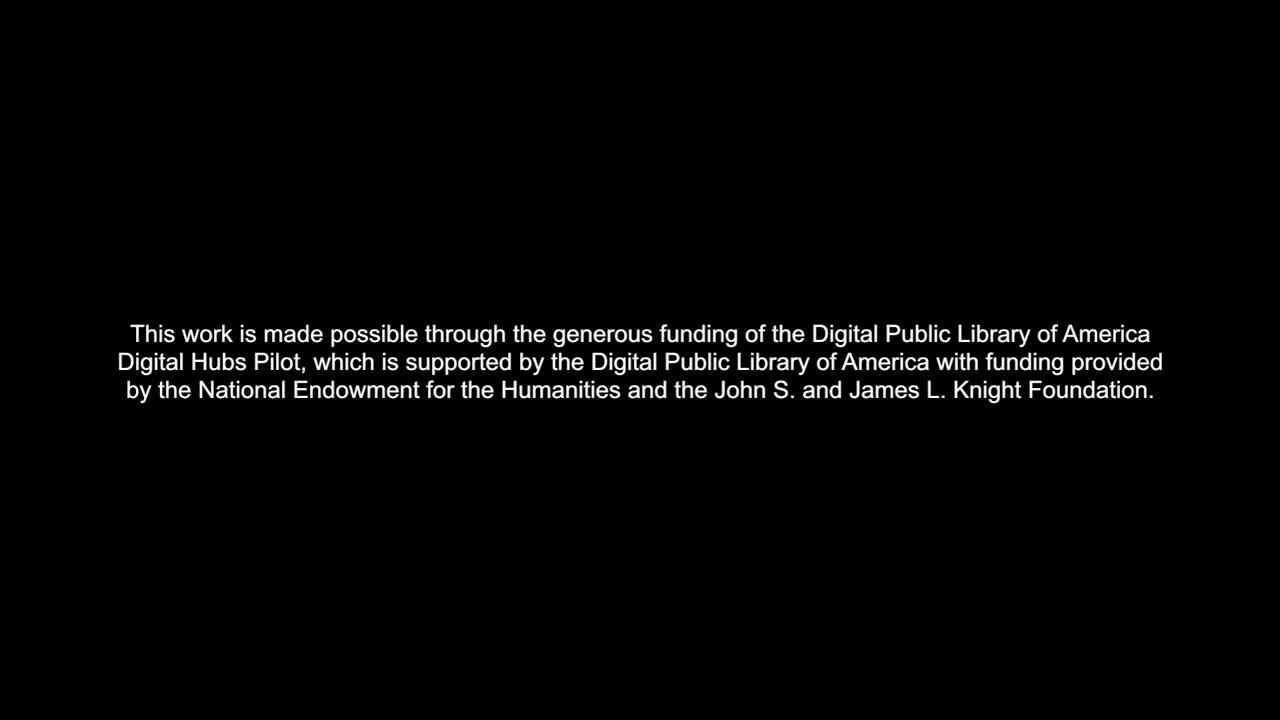 This work is made possible through the generous funding of the Digital Public Library of America
Digital Hubs Pilot, which is supported by the Digital Public Library of America with funding provided
by the National Endowment for the Humanities and the John S. and James L. Knight Foundation.